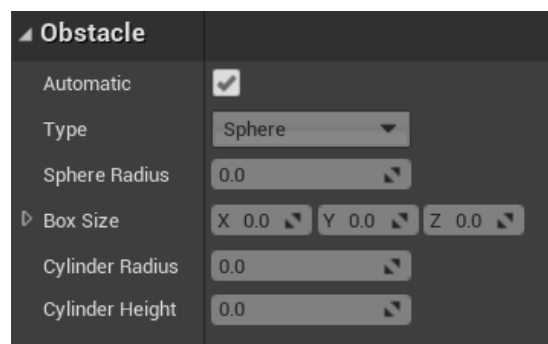 Obstacle
Automatic
Type Sphere
Sphere Radius 0.0
Box Size X 0.0 Y 0.0 Z 0.0
Cylinder Radius 0.0
Cylinder Height 0.0